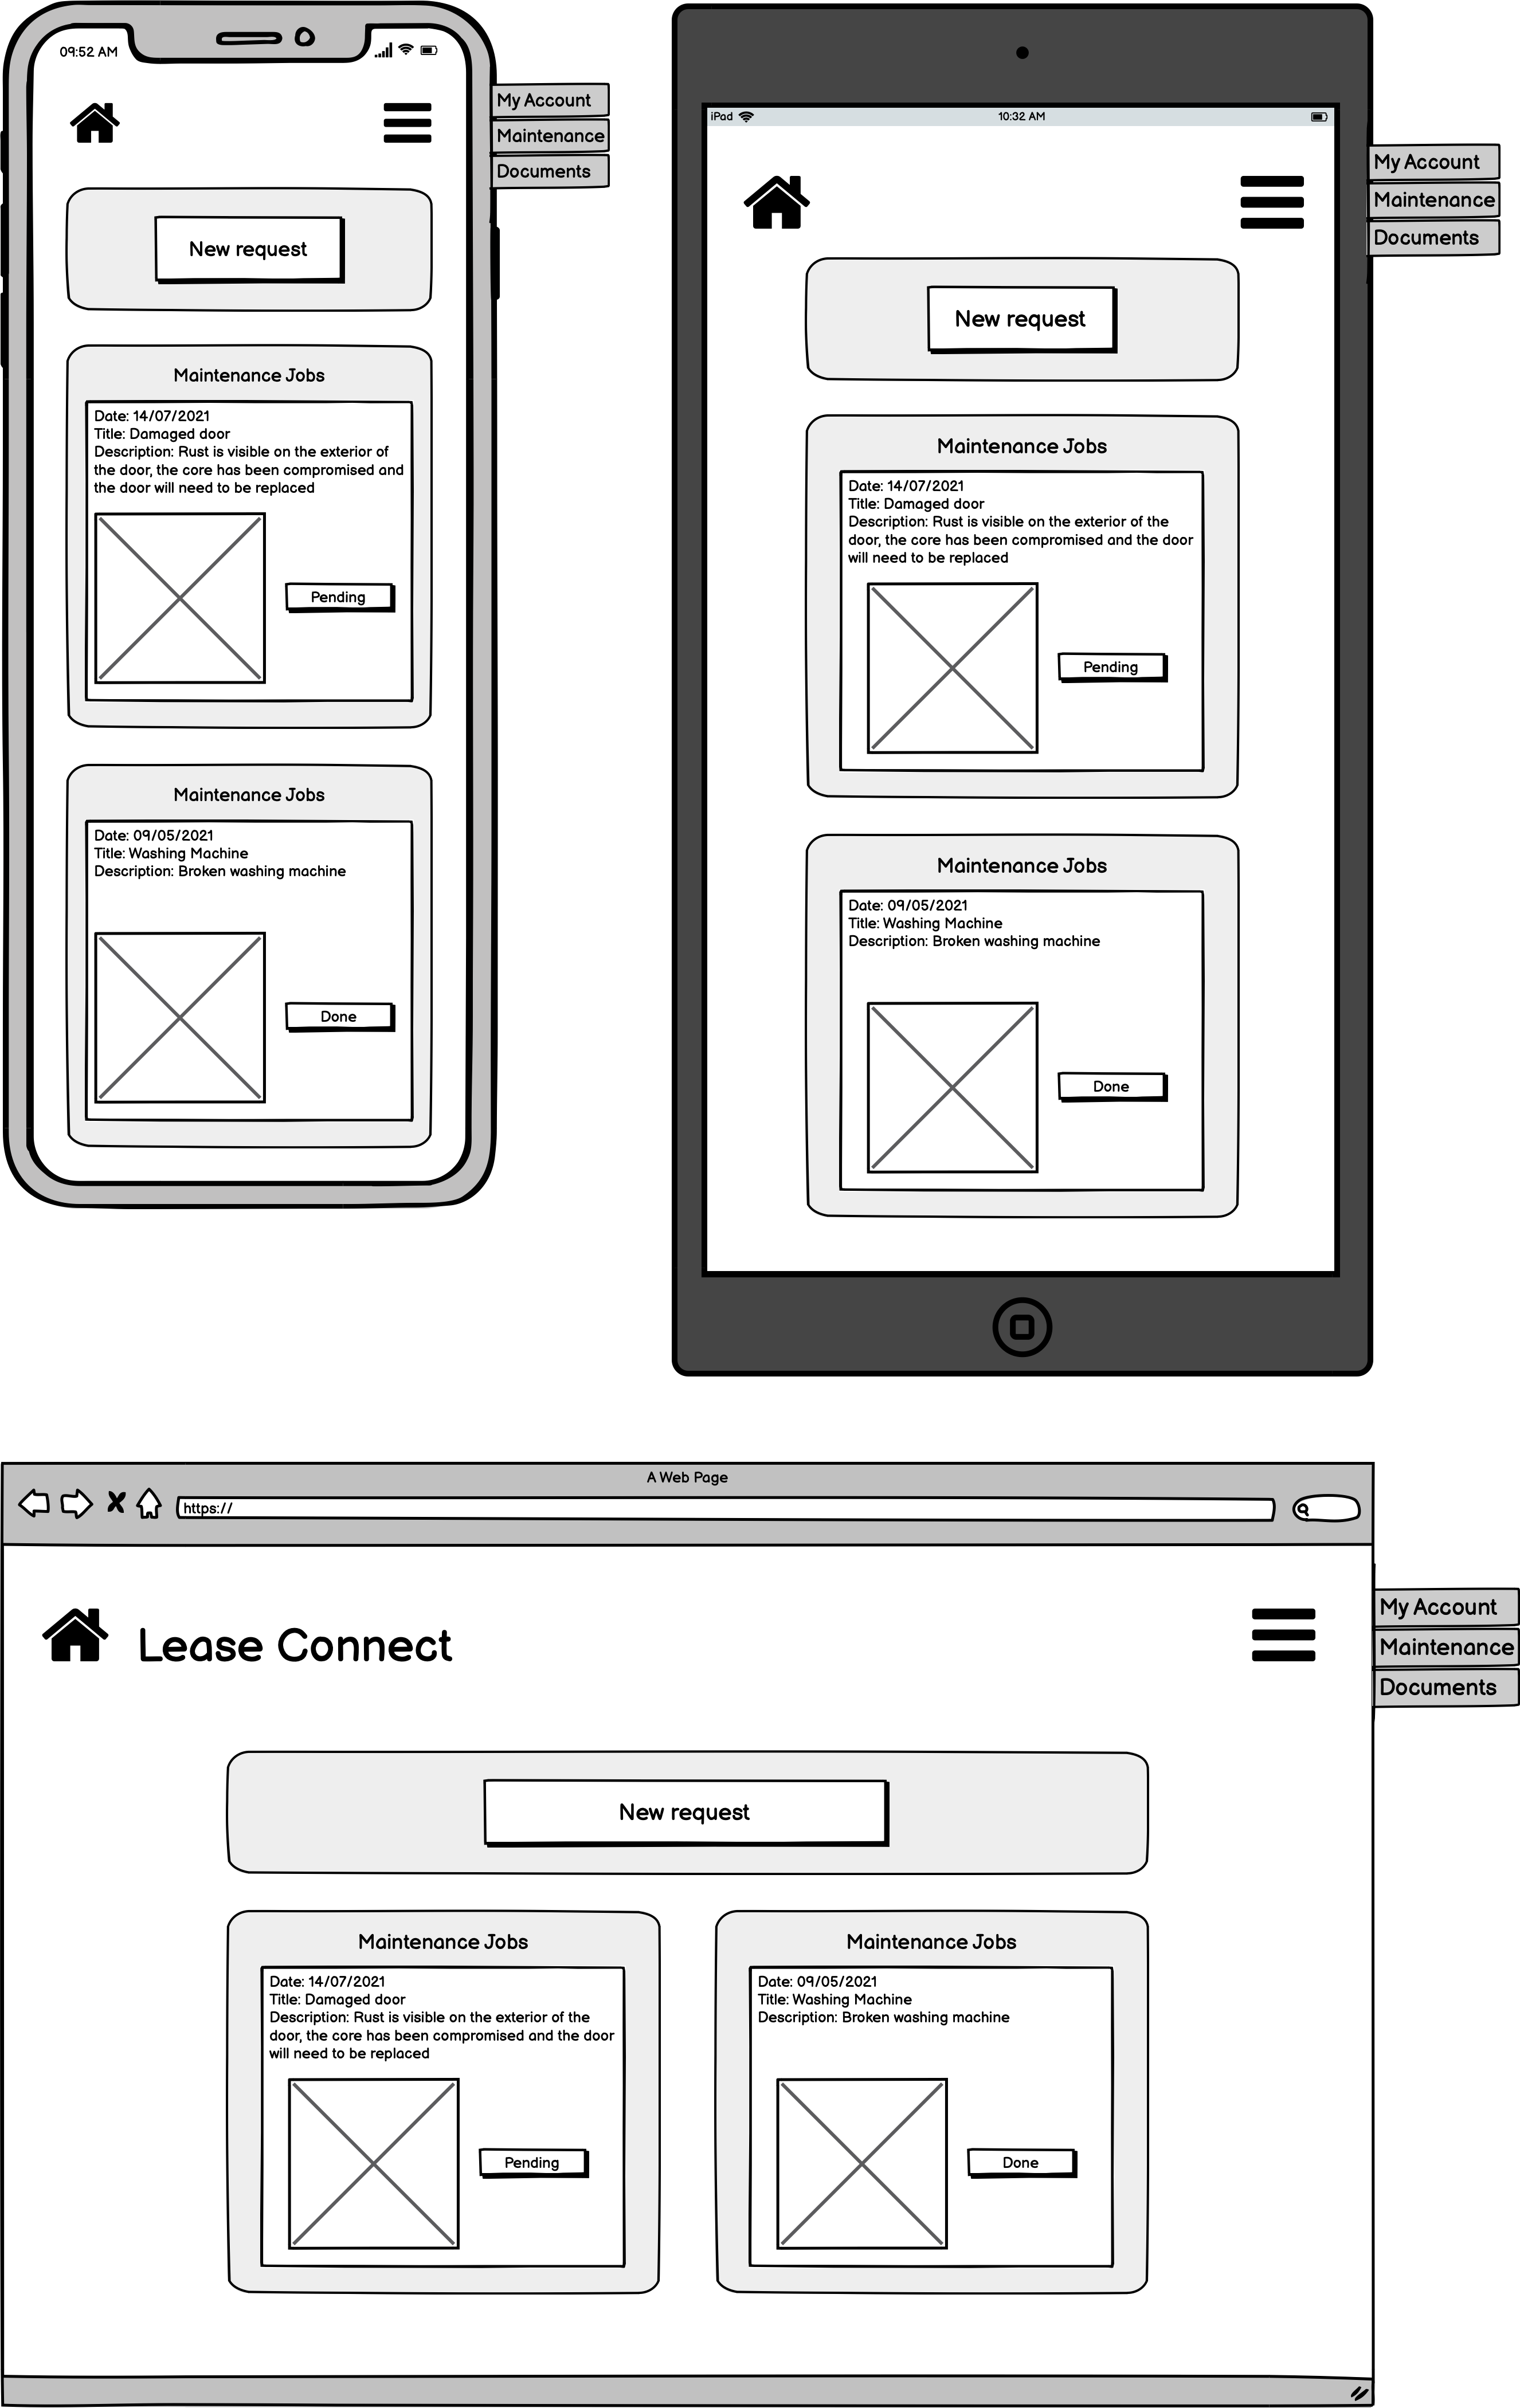 09:52 AM
My Account
Maintenance
Documents
New request
Maintenance Jobs
Date: 14/07/2021
Title: Damaged door
Description: Rust is visible on the exterior of
the door, the core has been compromised and
the door will need to be replaced
Pending
Maintenance Jobs
Date: 09/05/2021
Title: Washing Machine
Description: Broken washing machine
Done
iPad
10:32 AM
My Account
Maintenance
Documents
New request
Maintenance Jobs
Date: 14/07/2021
Title: Damaged door
Description: Rust is visible on the exterior of the
door, the core has been compromised and the door
will need to be replaced
Pending
Maintenance Jobs
Date: 09/05/2021
Title: Washing Machine
Description: Broken washing machine
Done
A Web Page
https://
Lease Connect
My Account
Maintenance
Documents
New request
Maintenance Jobs
Date: 14/07/2021
Title: Damaged door
Description: Rust is visible on the exterior of the
door, the core has been compromised and the door
will need to be replaced
Pending
Maintenance Jobs
Date: 09/05/2021
Title: Washing Machine
Description: Broken washing machine
Done